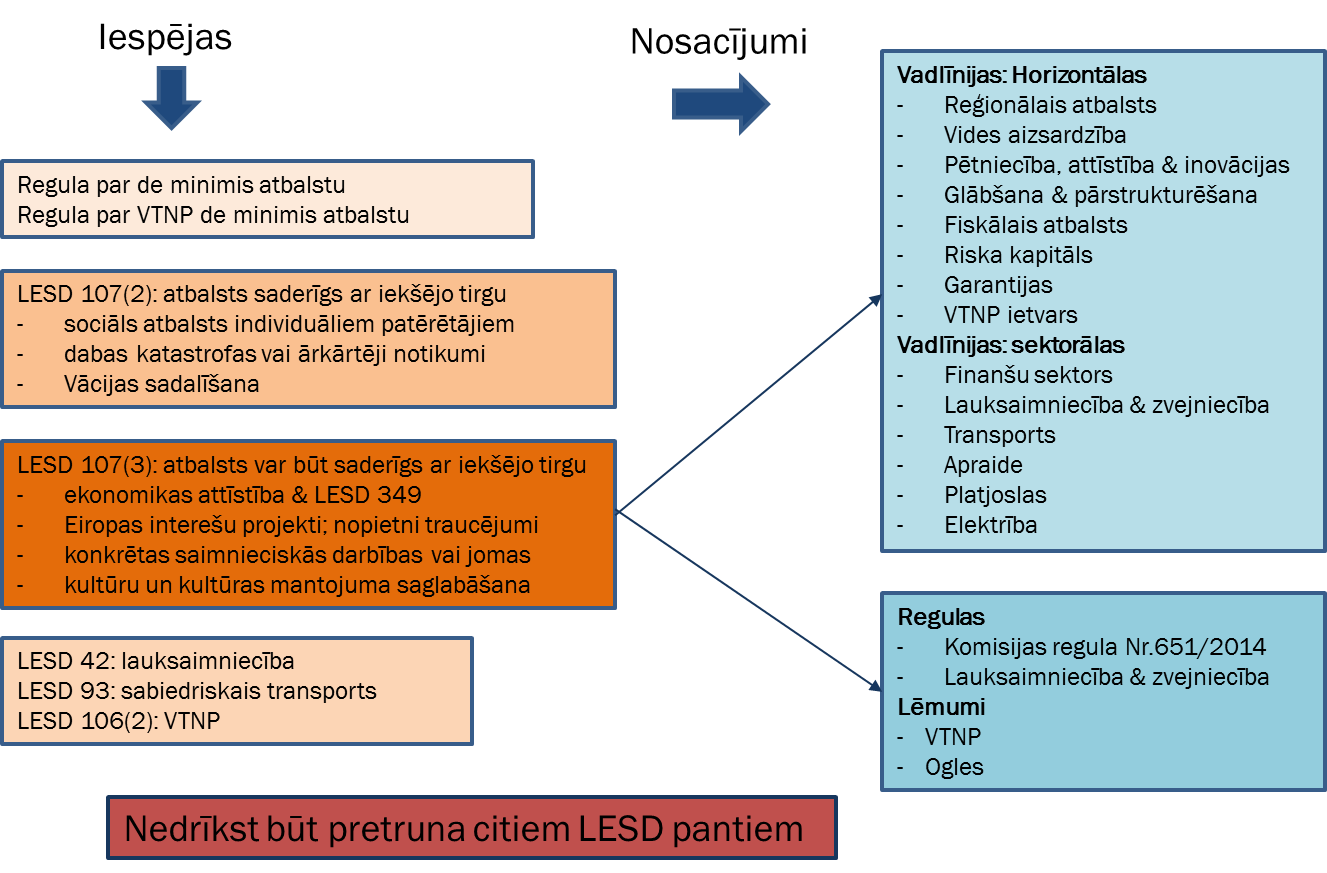 Iespējas
Nosacījumi
Regula par de minimis atbalstu
Regula par VTNP de minimis atbalstu
LESD 107(2): atbalsts saderīgs ar iekšējo tirgu
- sociāls atbalsts individuāliem patērētājiem
- dabas katastrofas vai ārkārtēji notikumi
- Vācijas sadalīšana
LESD 107(3): atbalsts var būt saderīgs ar iekšējo tirgu
- ekonomikas attīstība & LESD 349
- Eiropas interešu projekti; nopietni traucējumi
- konkrētas saimnieciskās darbības vai jomas
- kultūru un kultūras mantojuma saglabāšana
LESD 42: lauksaimniecība
LESD 93: sabiedriskais transports
LESD 106(2): VTNP
Vadlīnijas: Horizontālas
- Reģionālais atbalsts
- Vides aizsardzība
- Pētniecība, attīstība & inovācijas
- Glābšana & pārstrukturēšana
- Fiskālais atbalsts
- Riska kapitāls
- Garantijas
- VTNP ietvars
Vadlīnijas: sektorālas
- Finanšu sektors
- Lauksaimniecība & zvejniecība
- Transports
- Apraide
- Platjoslas
- Elektrība
Regulas
- Komisijas regula Nr.651/2014
- Lauksaimniecība & zvejniecība
Lēmumi
- VTNP
- Ogles
Nedrīkst būt pretruna citiem LESD pantiem